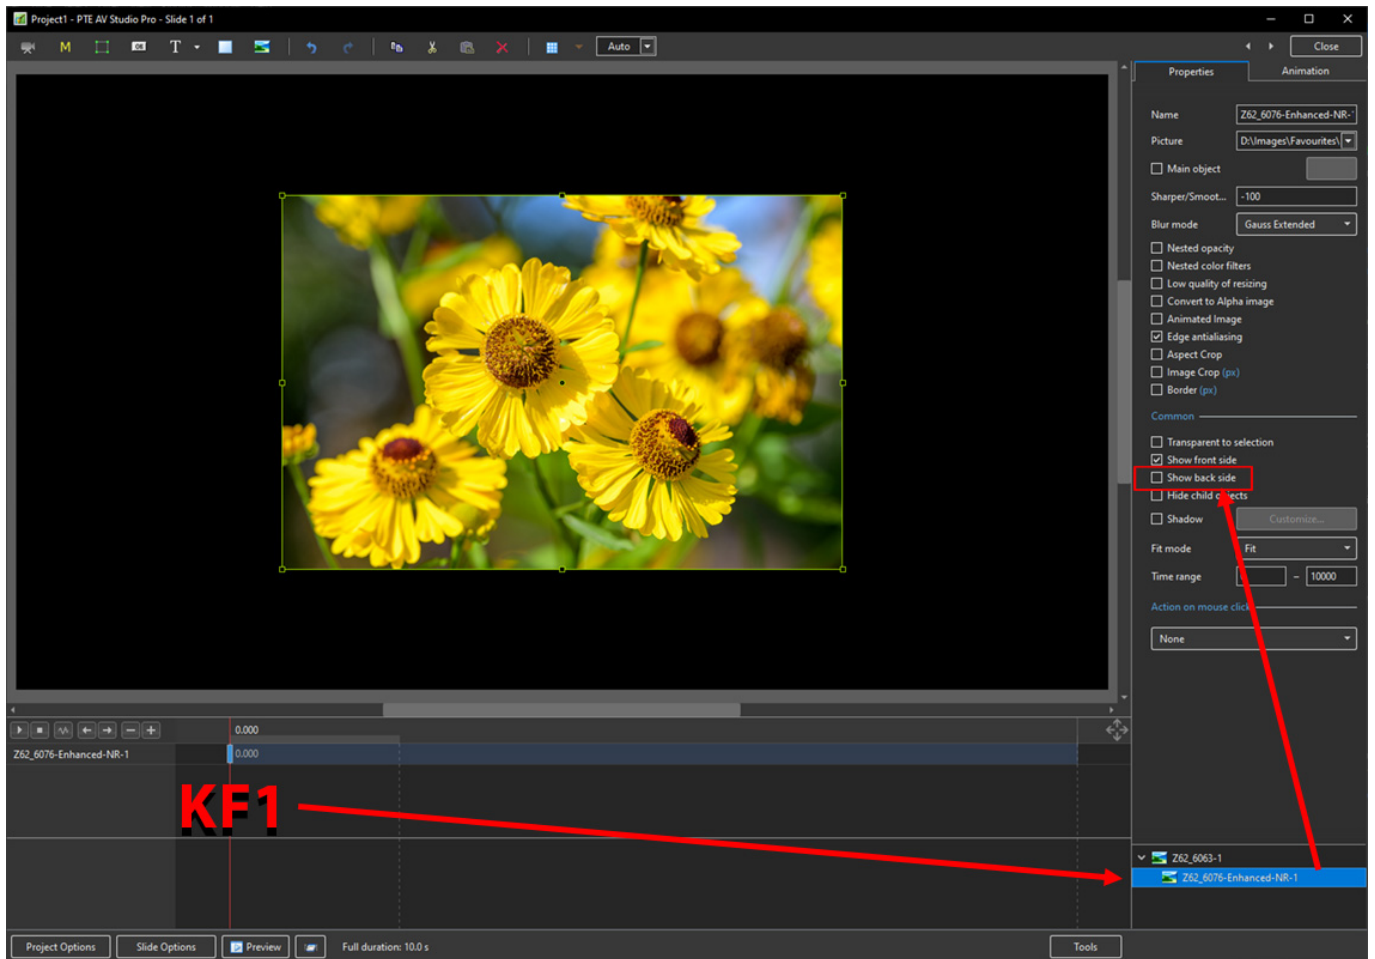 Project1 - PTE AV Studio Pro - Slide 1 of 1
M
OK
T
Auto
Close
Properties
Animation
Name
Z62_6076-Enhanced-NR-
Picture
D:\Images\Favourites\
Main object
Sharper/Smoot...
-100
Blur mode
Gauss Extended
Nested opacity
Nested color filters
Low quality of resizing
Convert to Alpha image
Animated Image
Edge antialiasing
Aspect Crop
Image Crop (px)
Border (px)
Common
Transparent to selection
Show front side
Show back side
Hide child objects
Shadow
Customize...
Fit mode
Fit
Time range
– 10000
Action on mouse click
None
0.000
Z62_6076-Enhanced-NR-1
0.000
KF1
Z62_6063-1
Z62_6076-Enhanced-NR-1
Project Options
Slide Options
Preview
Full duration: 10.0 s
Tools